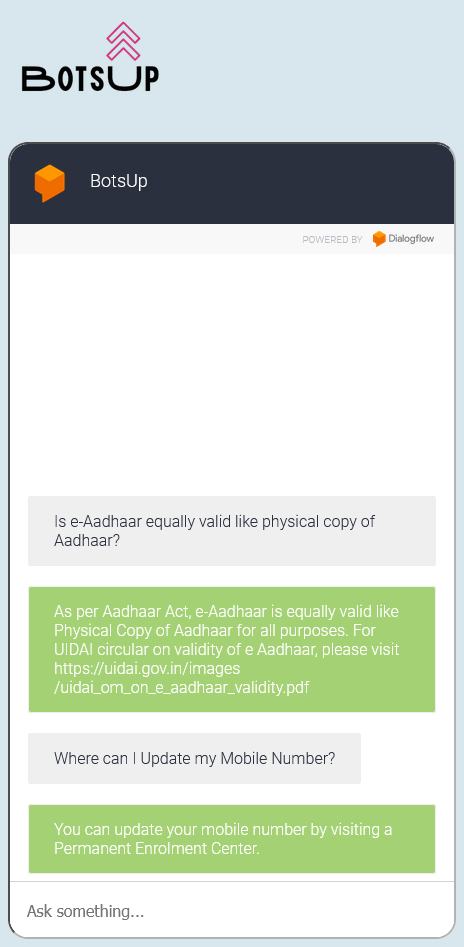 BOTSUP
BotsUp
POWERED BY Dialogflow
Is e-Aadhaar equally valid like physical copy of
Aadhaar?
As per Aadhaar Act, e-Aadhaar is equally valid like
Physical Copy of Aadhaar for all purposes. For
UIDAI circular on validity of e Aadhaar, please visit
https://uidai.gov.in/images
/uidai_om_on_e_aadhaar_validity.pdf
Where can I Update my Mobile Number?
You can update your mobile number by visiting a
Permanent Enrolment Center.
Ask something...